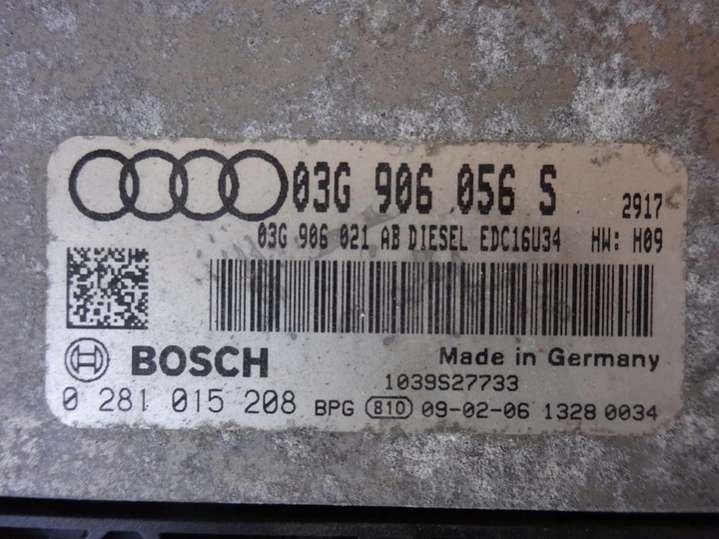 03G 906 056 S 2917
03G 906 021 AB DIESEL EDC16U34 HW: H09
BOSCH Made in Germany
1039S27733
0 281 015 208 BPG 810 09-02-06 1328 0034